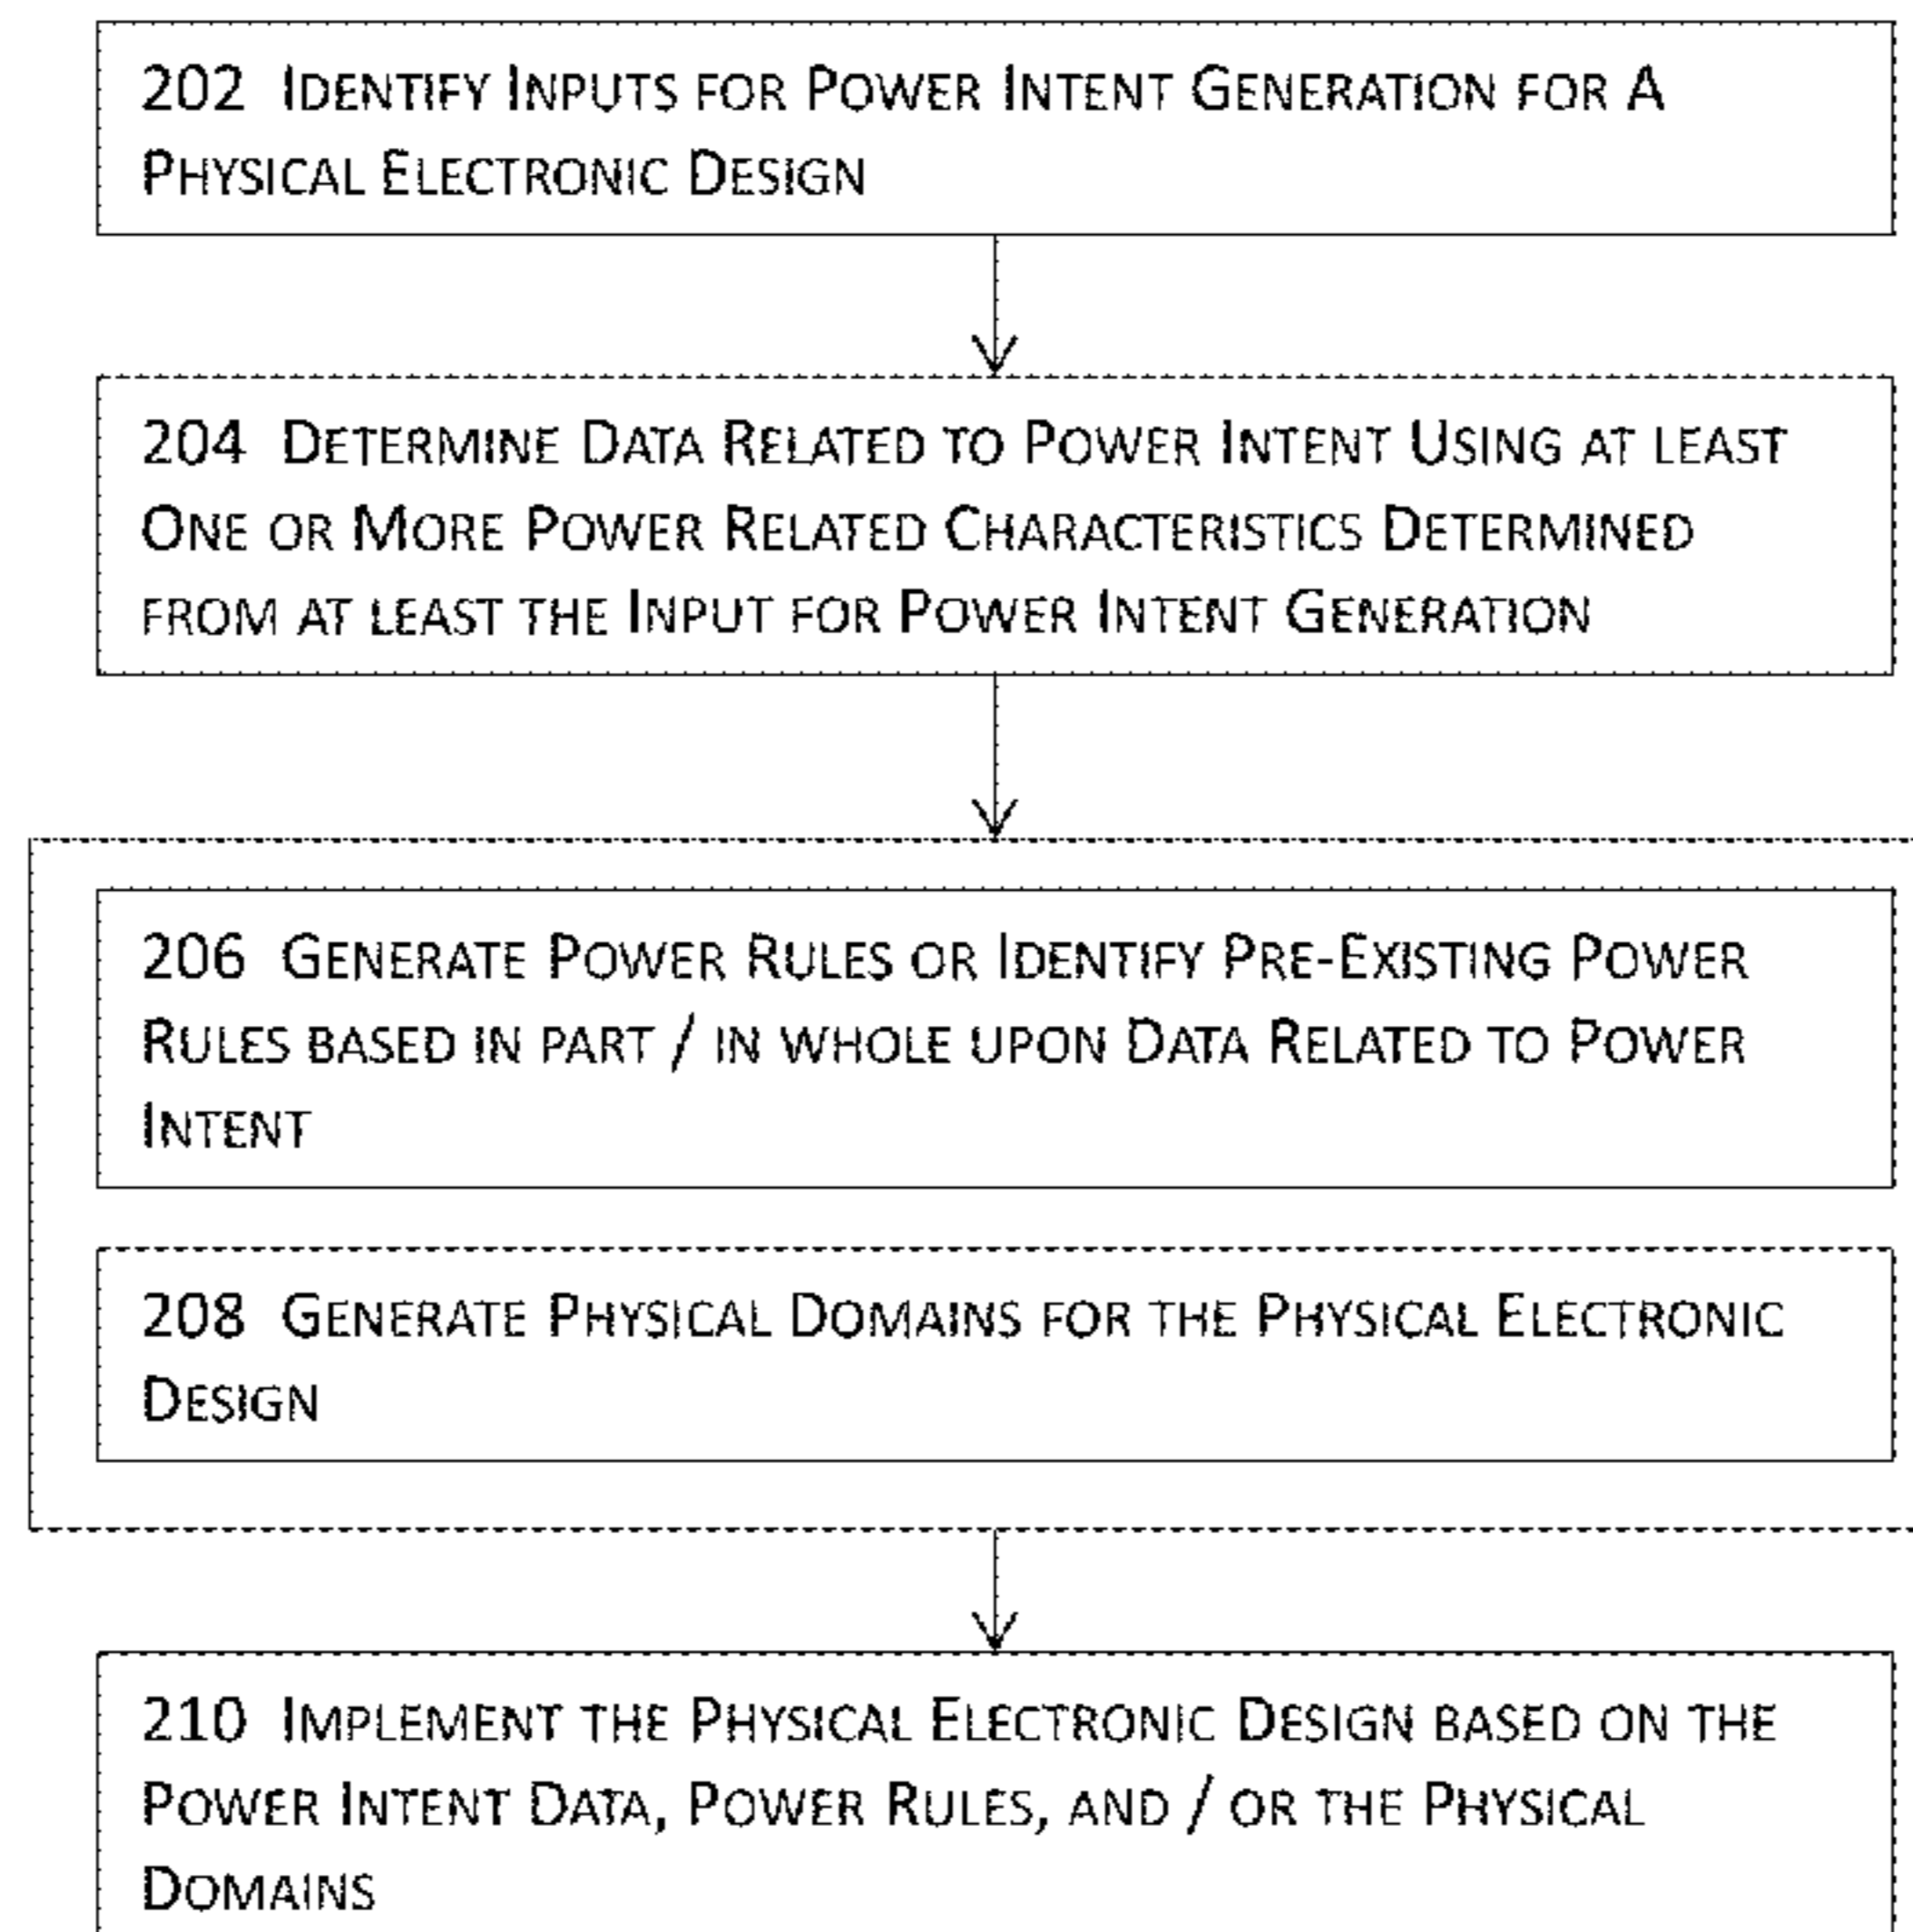 202 Identify Inputs for Power Intent Generation for A
Physical Electronic Design
204 Determine Data Related to Power Intent Using at least
One or More Power Related Characteristics Determined
from at least the Input for Power Intent Generation
206 Generate Power Rules or Identify Pre-Existing Power
Rules based in part / in whole upon Data Related to Power
Intent
208 Generate Physical Domains for the Physical Electronic
Design
210 Implement the Physical Electronic Design based on the
Power Intent Data, Power Rules, and / or the Physical
Domains